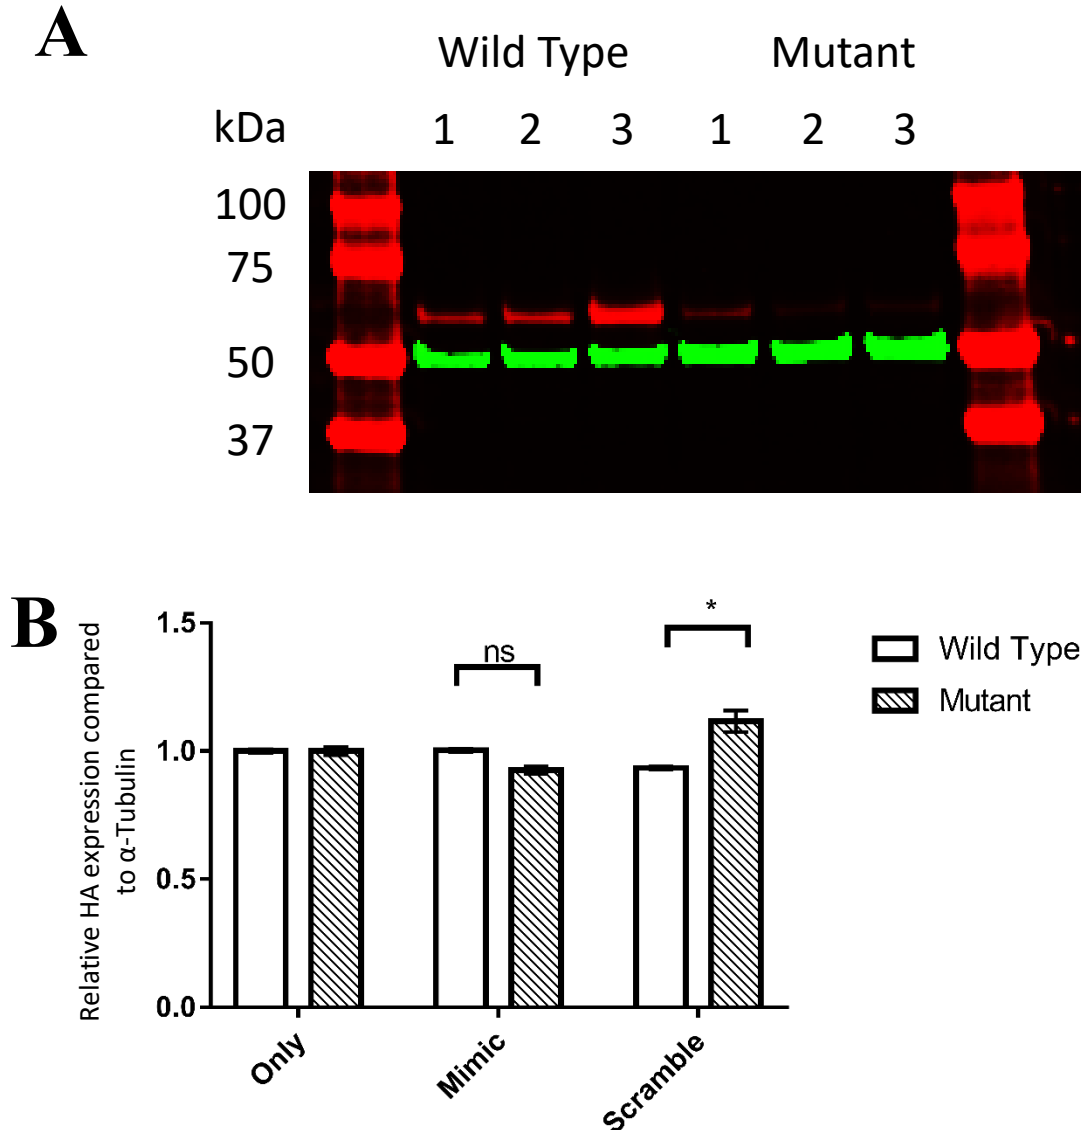 A
Wild Type Mutant
kDa 1 2 3 1 2 3
100
75
50
37
B
Relative HA expression compared
to α-Tubulin
1.5
1.0
0.5
0.0
ns
*
Wild Type
Mutant
Only Mimic Scramble